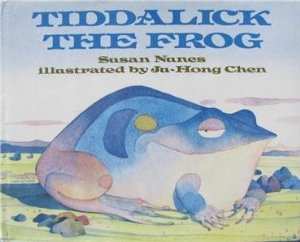 TIDDALICK
THE FROG
Susan Nunes
illustrated by Ju-Hong Chen